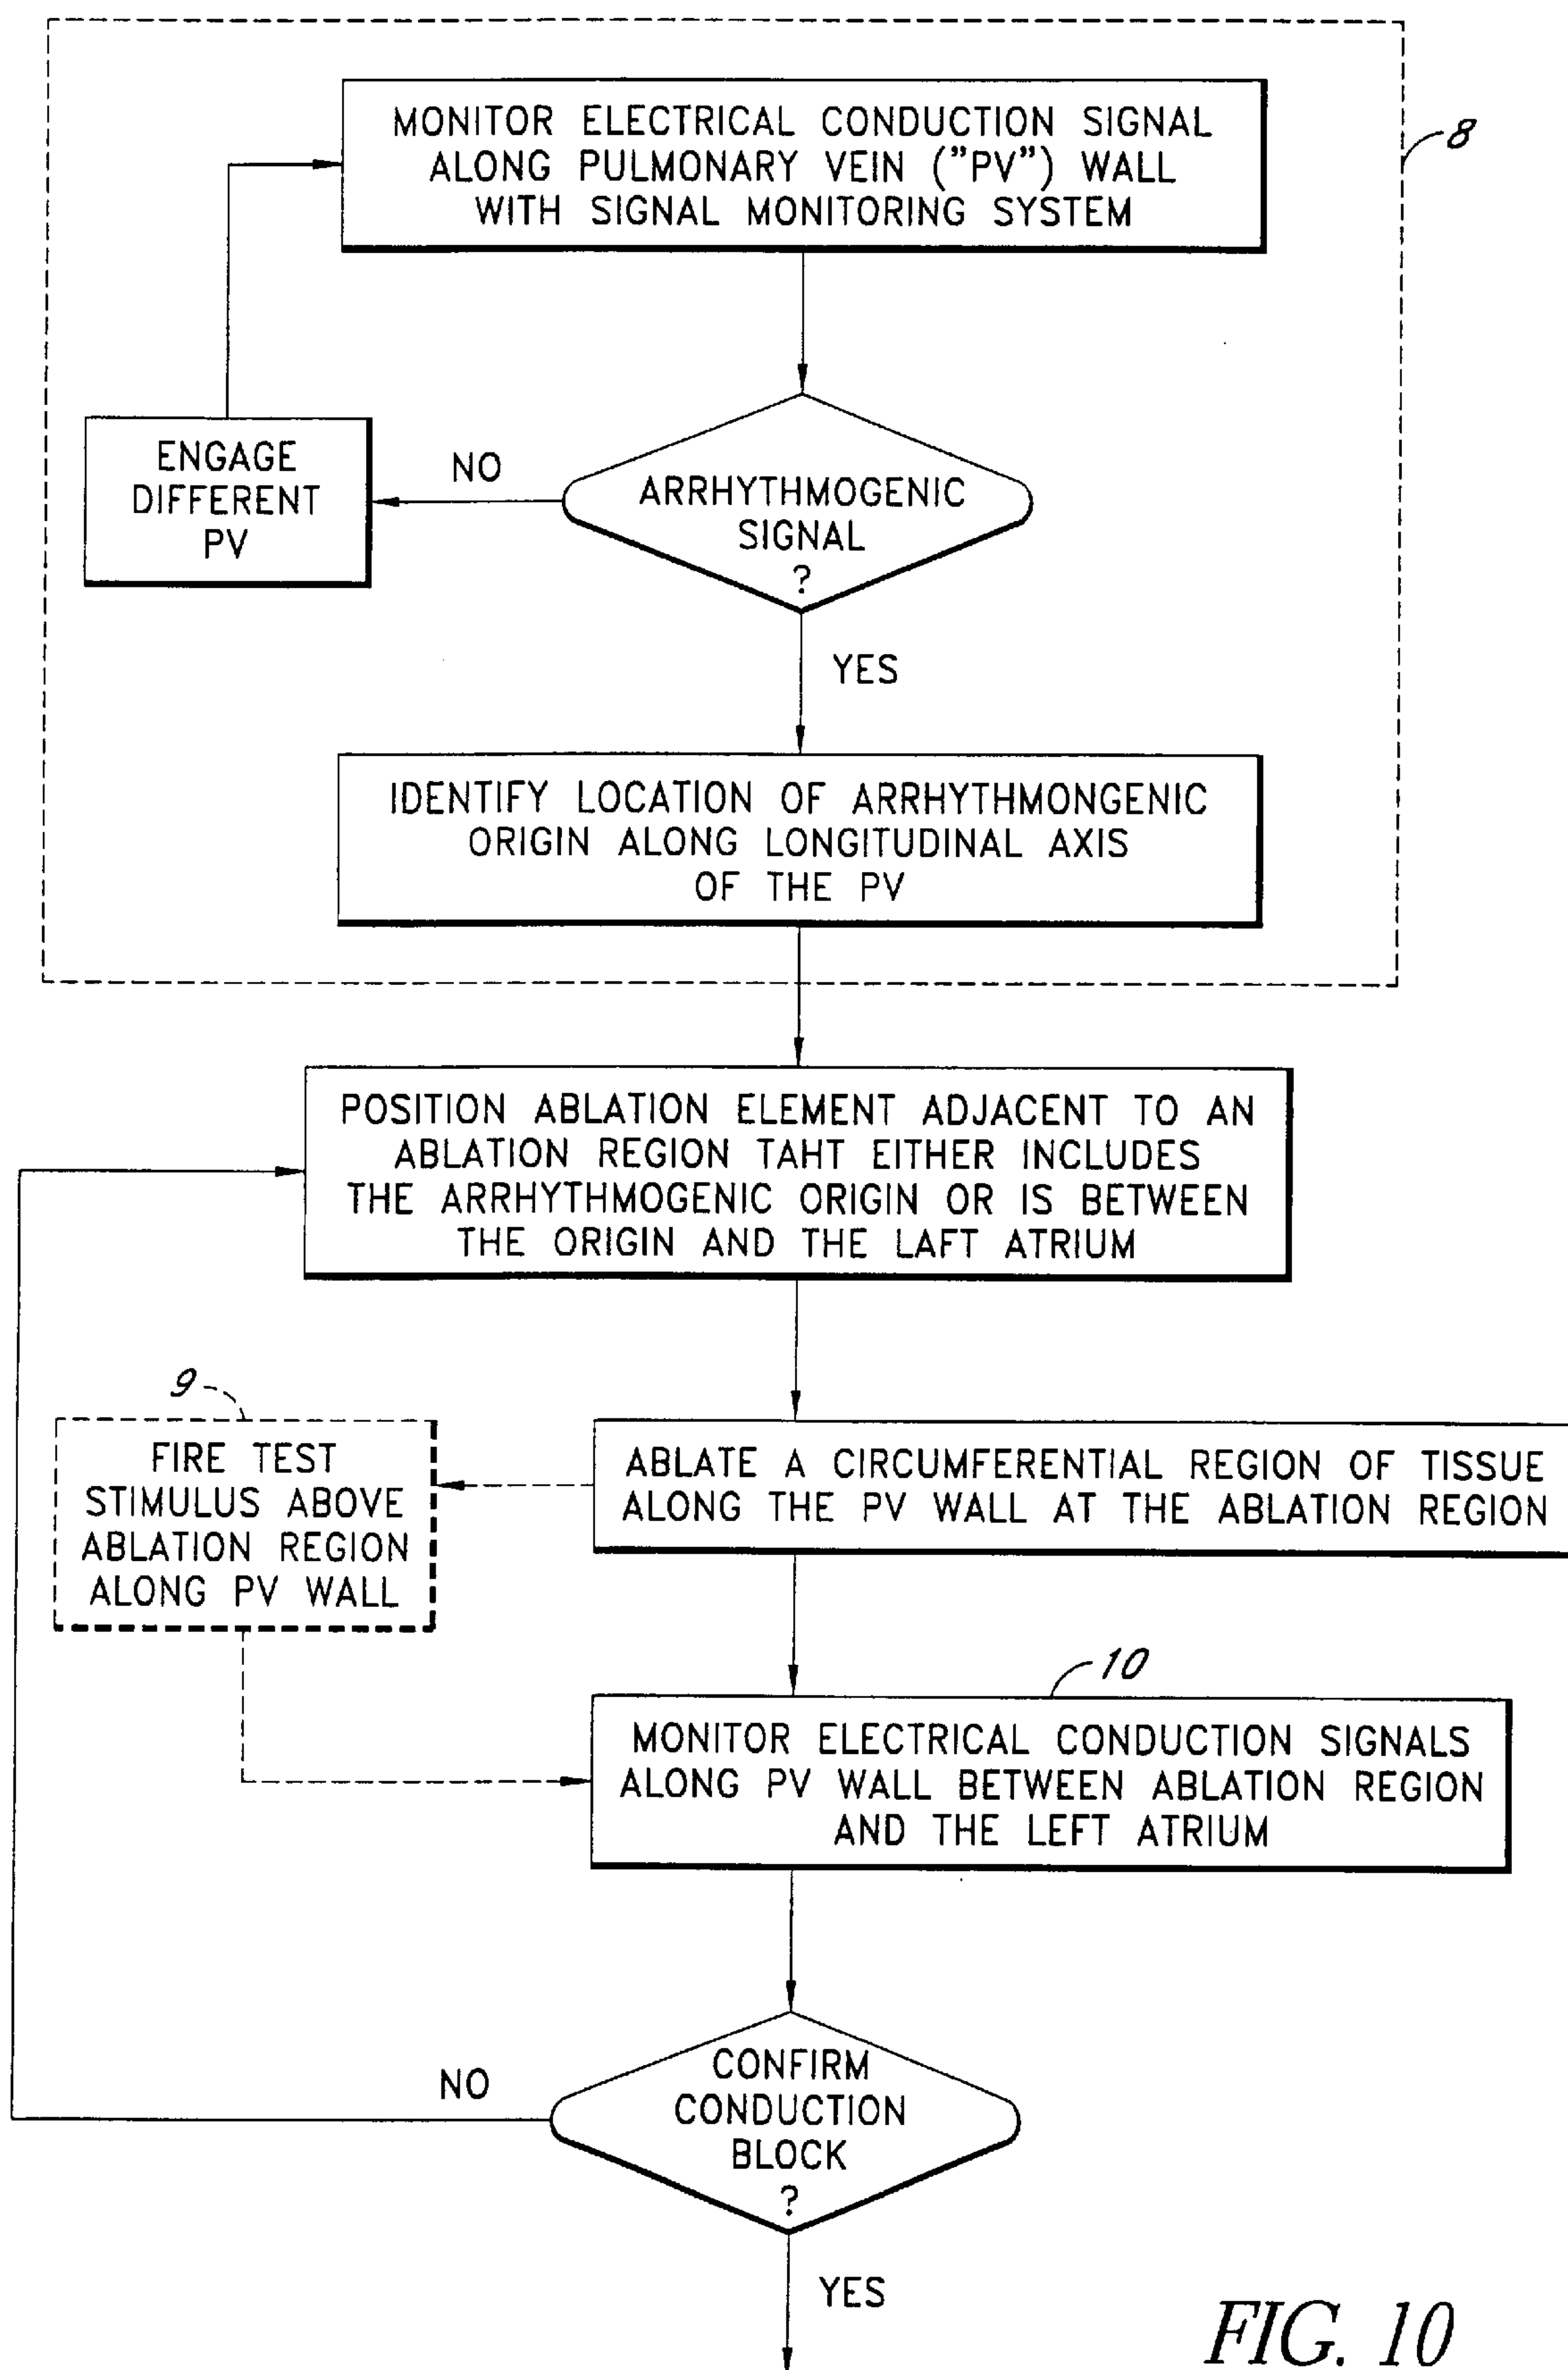 8
MONITOR ELECTRICAL CONDUCTION SIGNAL
ALONG PULMONARY VEIN ("PV") WALL
WITH SIGNAL MONITORING SYSTEM
ENGAGE
DIFFERENT
PV
NO
ARRHYTHMOGENIC
SIGNAL
?
YES
IDENTIFY LOCATION OF ARRHYTHMONGENIC
ORIGIN ALONG LONGITUDINAL AXIS
OF THE PV
POSITION ABLATION ELEMENT ADJACENT TO AN
ABLATION REGION TAHT EITHER INCLUDES
THE ARRHYTHMOGENIC ORIGIN OR IS BETWEEN
THE ORIGIN AND THE LAFT ATRIUM
9
FIRE TEST
STIMULUS ABOVE
ABLATION REGION
ALONG PV WALL
ABLATE A CIRCUMFERENTIAL REGION OF TISSUE
ALONG THE PV WALL AT THE ABLATION REGION
10
MONITOR ELECTRICAL CONDUCTION SIGNALS
ALONG PV WALL BETWEEN ABLATION REGION
AND THE LEFT ATRIUM
NO
CONFIRM
CONDUCTION
BLOCK
?
YES
FIG. 10